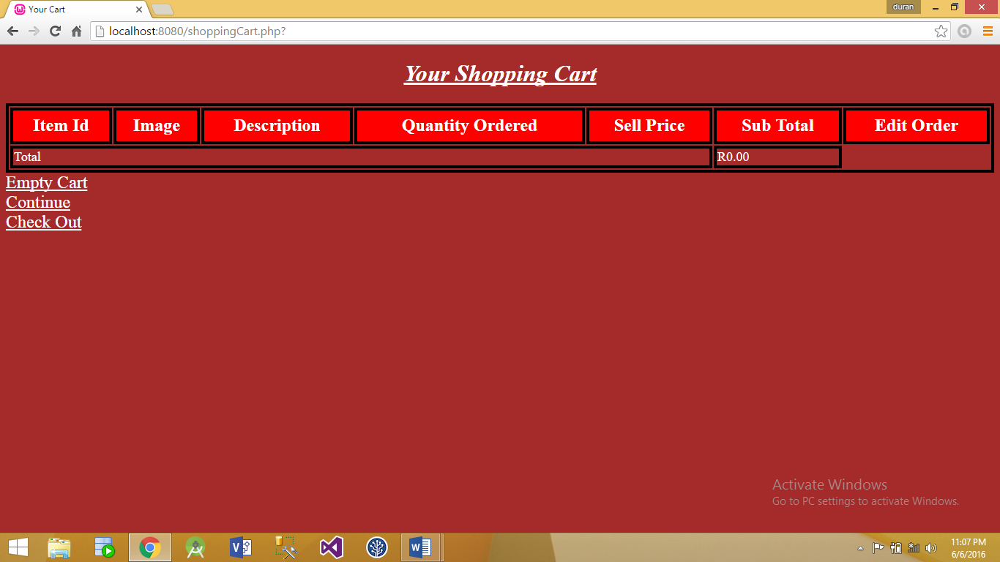 Your Cart
duran
localhost:8080/shoppingCart.php?
Your Shopping Cart
Item Id Image Description Quantity Ordered Sell Price Sub Total Edit Order
Total R0.00
Empty Cart
Continue
Check Out
Activate Windows
Go to PC settings to activate Windows.
11:07 PM
6/6/2016